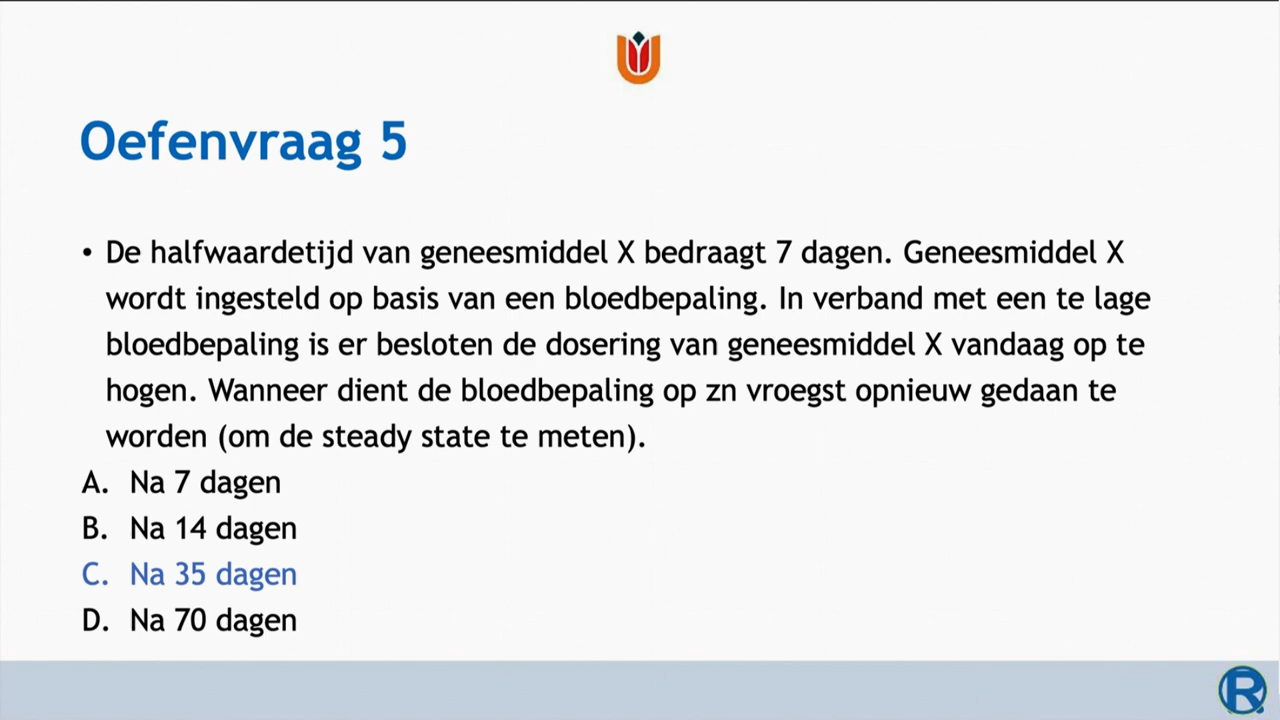 Oefenvraag 5
• De halfwaardetijd van geneesmiddel X bedraagt 7 dagen. Geneesmiddel X
wordt ingesteld op basis van een bloedbepaling. In verband met een te lage
bloedbepaling is er besloten de dosering van geneesmiddel X vandaag op te
hogen. Wanneer dient de bloedbepaling op zn vroegst opnieuw gedaan te
worden (om de steady state te meten).
A. Na 7 dagen
B. Na 14 dagen
C. Na 35 dagen
D. Na 70 dagen
R